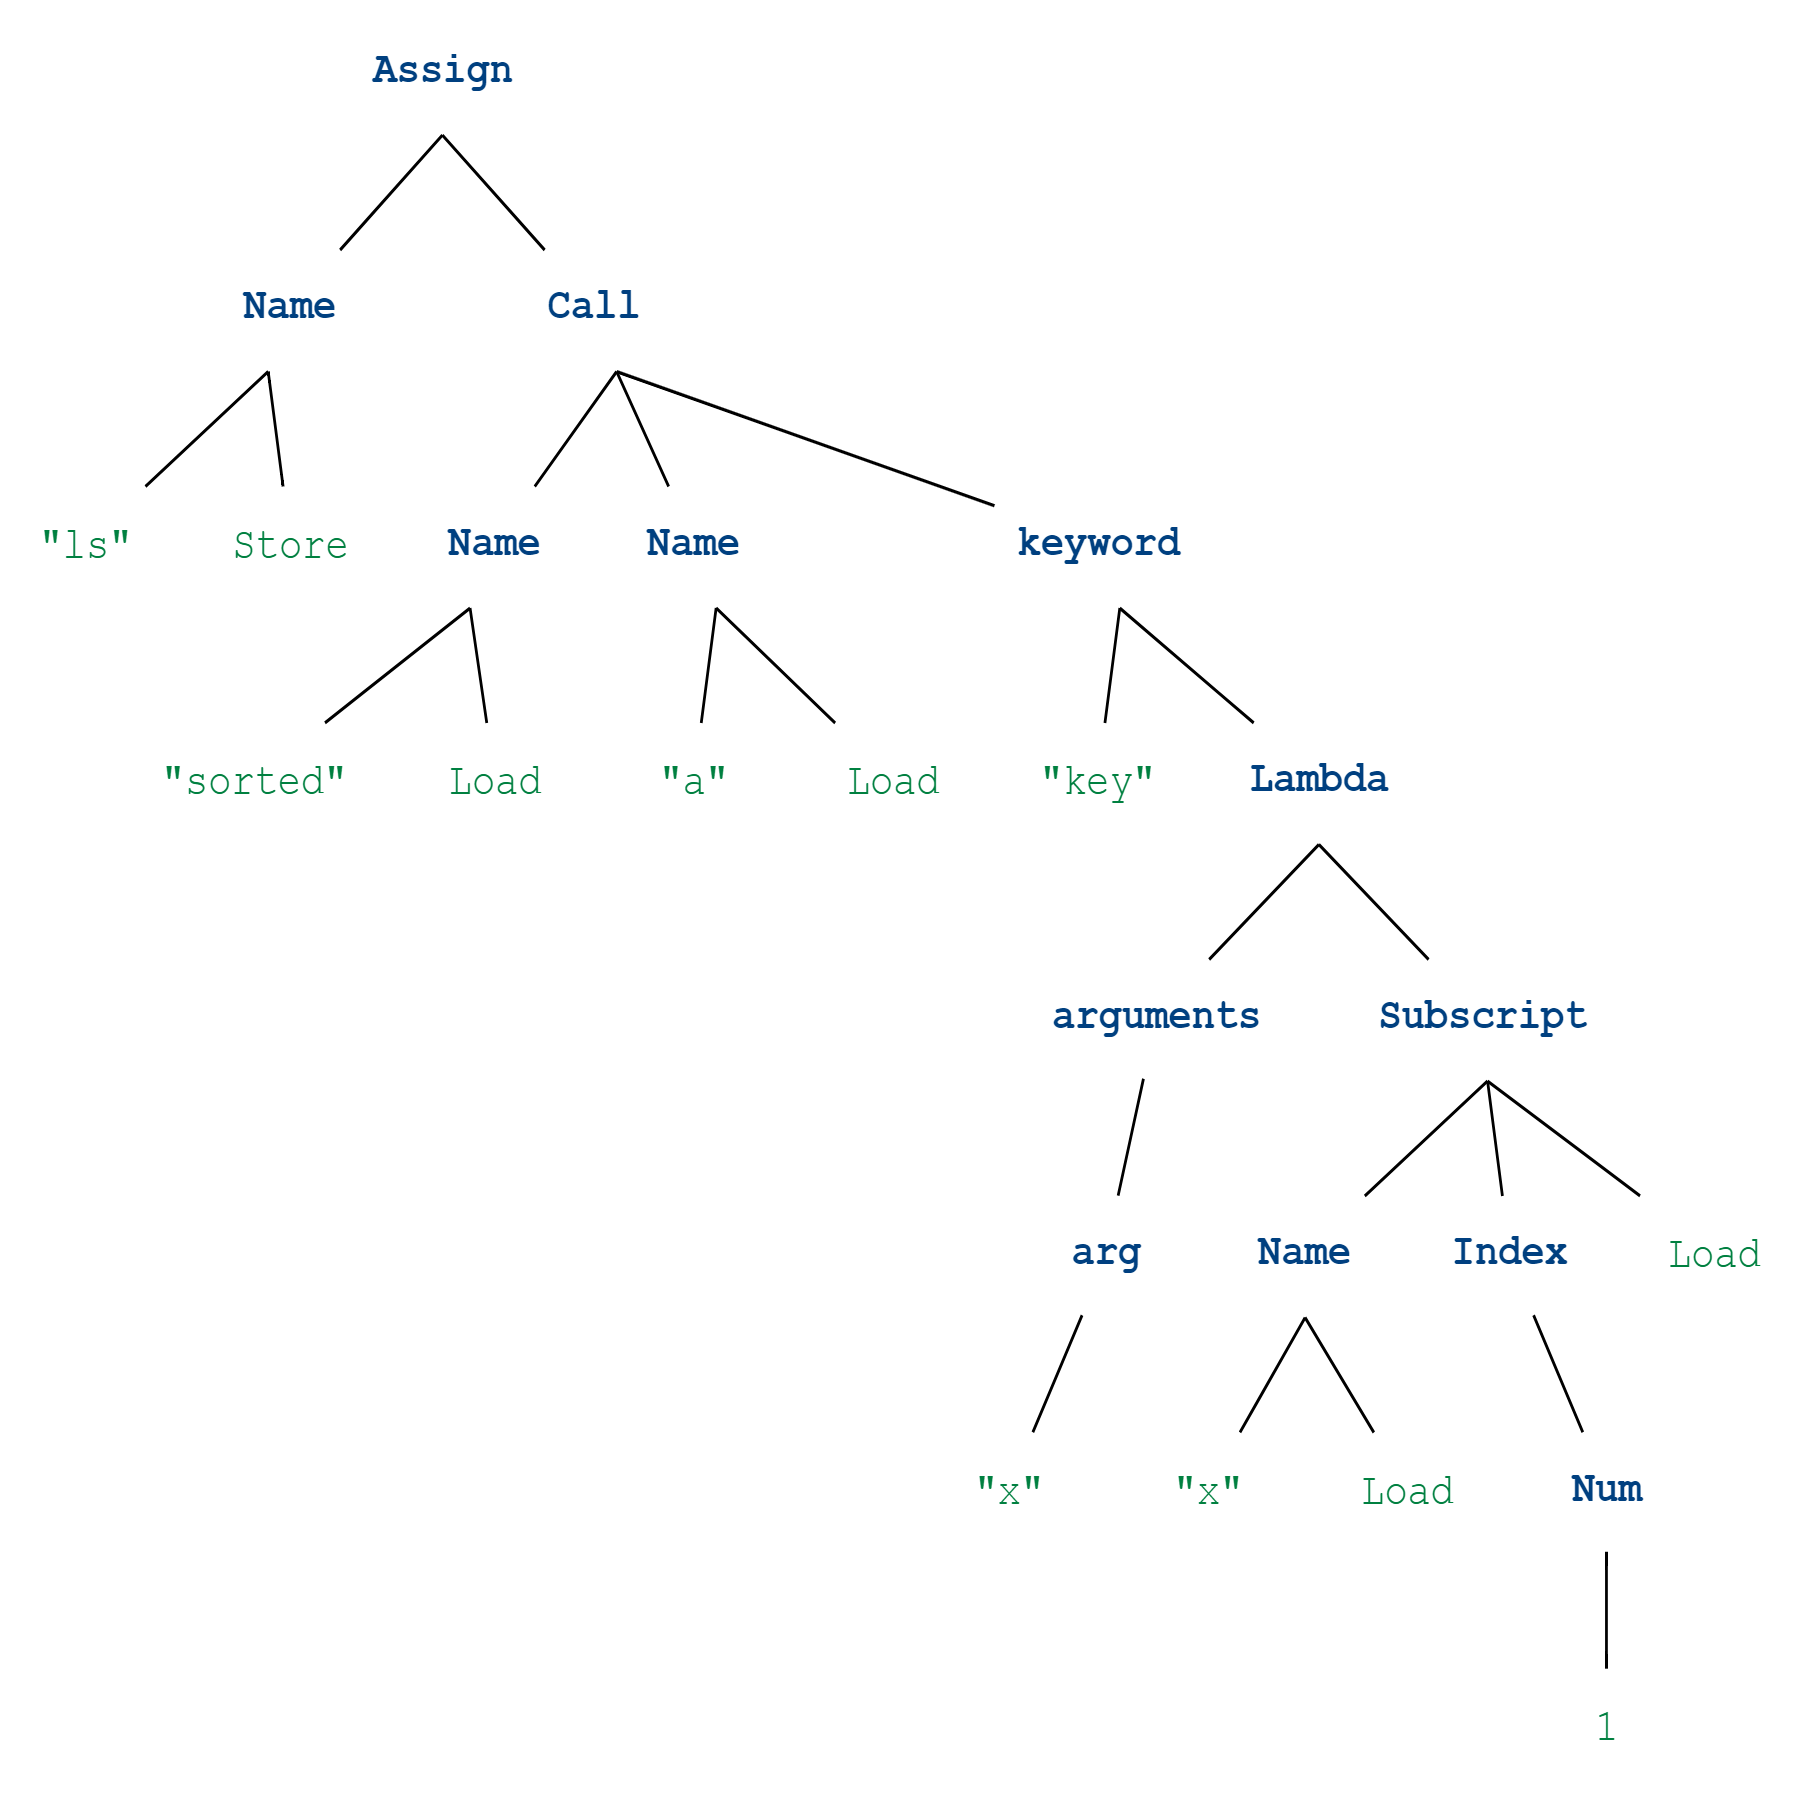 Assign
Name Call
"ls" Store Name Name keyword
"sorted" Load "a" Load "key" Lambda
arguments Subscript
arg Name Index Load
"x" "x" Load Num
1